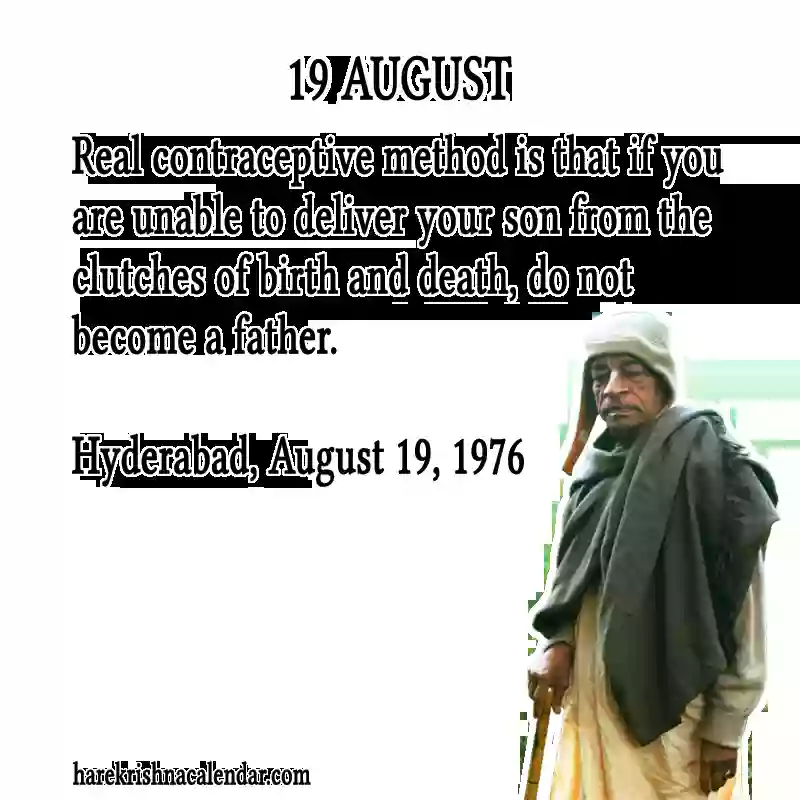 19 AUGUST
Real contraceptive method is that if you
are unable to deliver your son from the
clutches of birth and death, do not
become a father.
Hyderabad, August 19, 1976
harekrishnacalendar.com